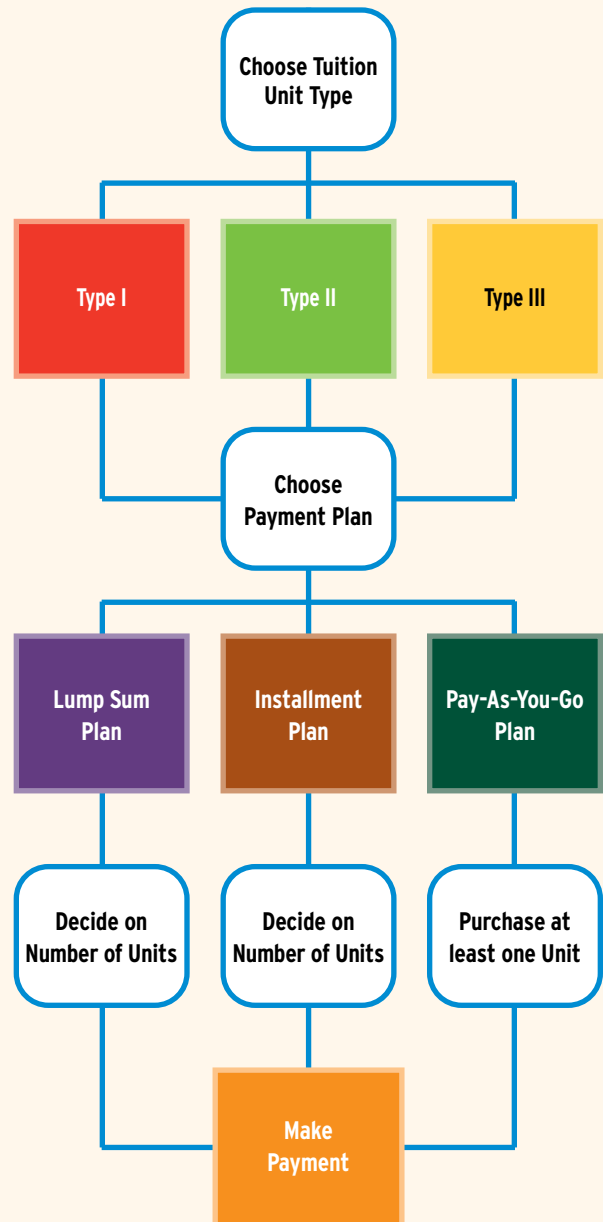 Choose Tuition
Unit Type
Type I
Type II
Type III
Choose
Payment Plan
Lump Sum
Plan
Installment
Plan
Pay-As-You-Go
Plan
Decide on
Number of Units
Decide on
Number of Units
Purchase at
least one Unit
Make
Payment